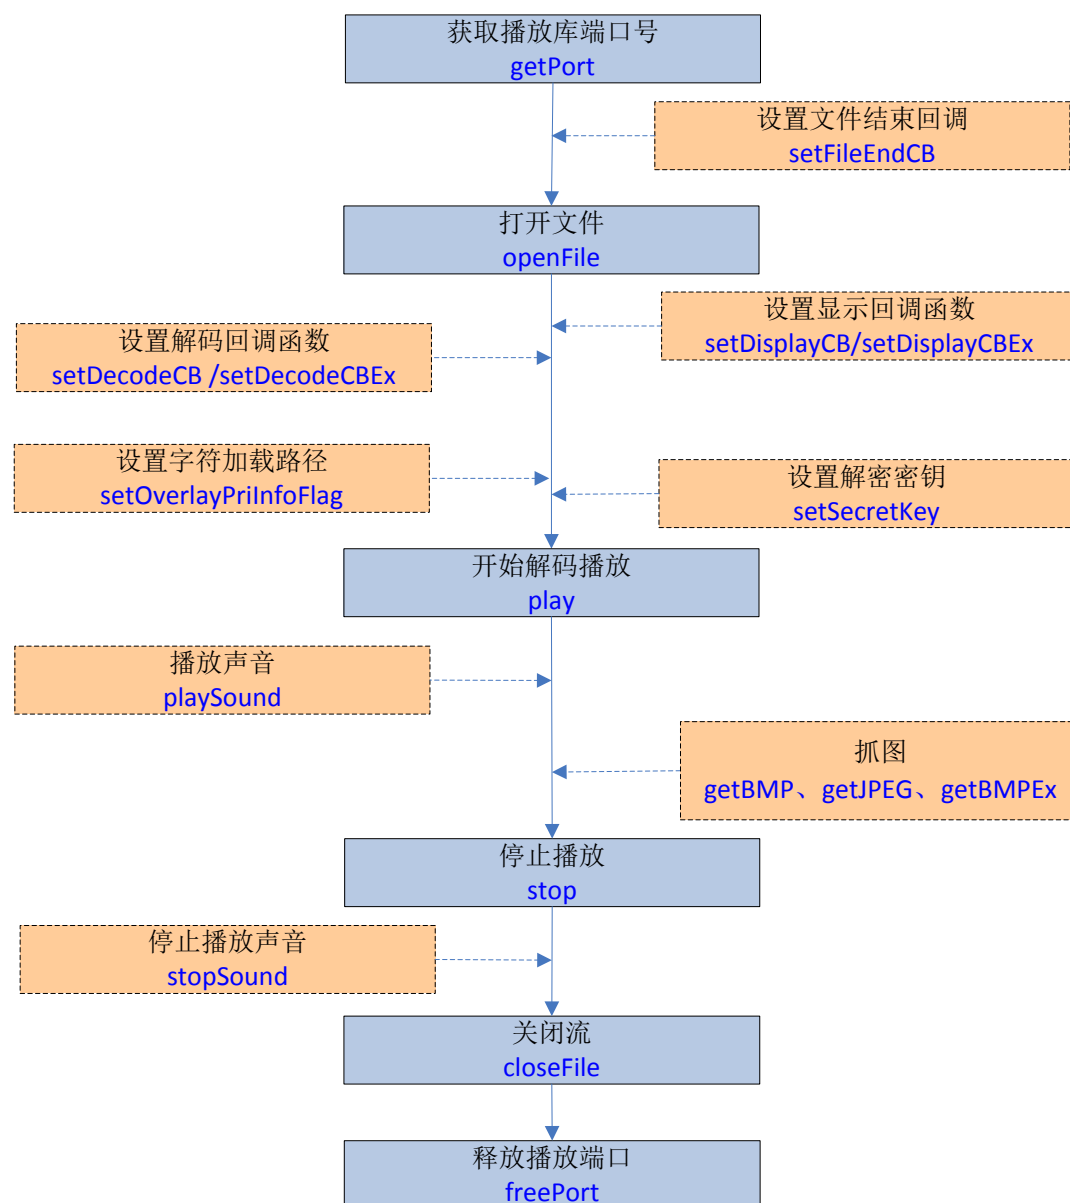 获取播放库端口号
getPort
设置文件结束回调
setFileEndCB
打开文件
openFile
设置显示回调函数
setDisplayCB/setDisplayCBEx
设置解码回调函数
setDecodeCB /setDecodeCBEx
设置字符加载路径
setOverlayPriInfoFlag
设置解密密钥
setSecretKey
开始解码播放
play
播放声音
playSound
抓图
getBMP、getJPEG、getBMPEx
停止播放
stop
停止播放声音
stopSound
关闭流
closeFile
释放播放端口
freePort